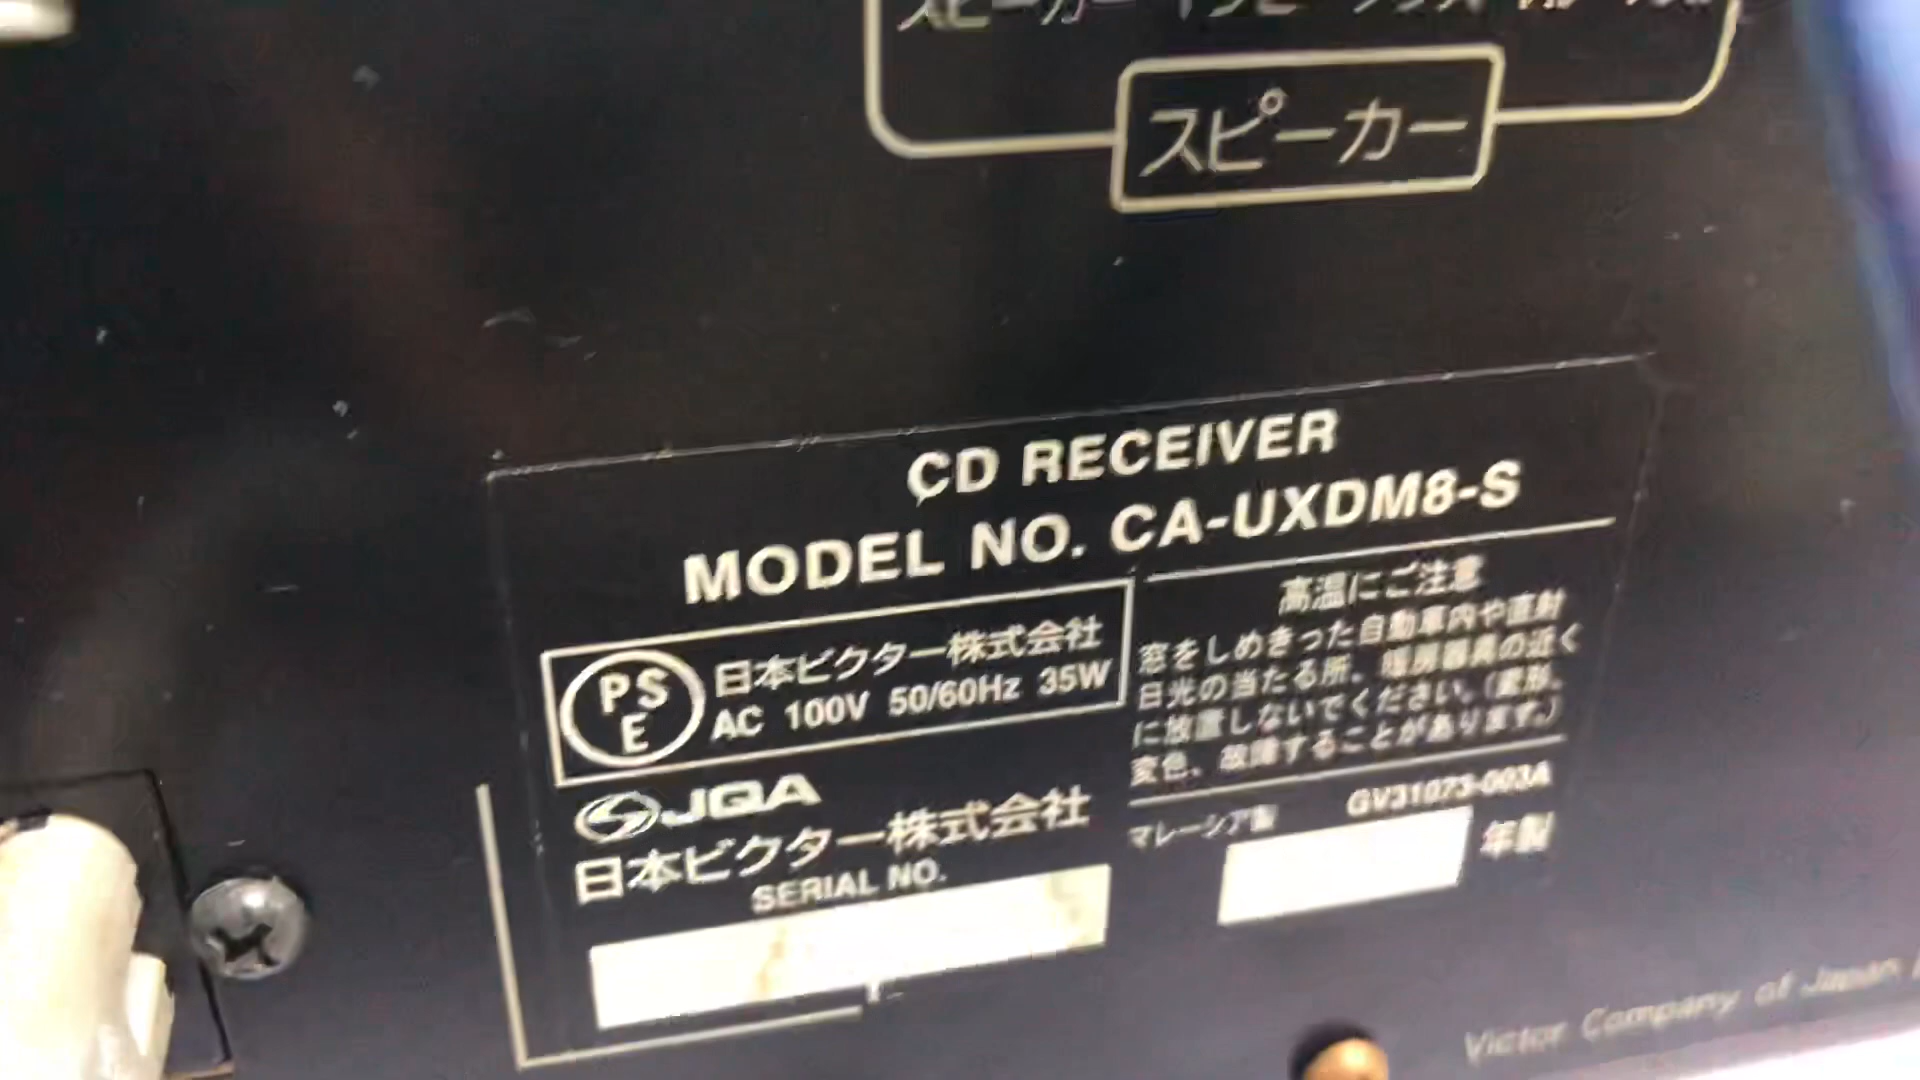 スピーカー
スピーカー
CD RECEIVER
MODEL NO. CA-UXDM8-S
PS
E
日本ビクター株式会社
AC 100V 50/60Hz 35W
JQA
日本ビクター株式会社
SERIAL NO.
高温にご注意
窓をしめきった自動車内や直射
日光の当たる所、暖房器具の近く
に放置しないでください。(変形、
変色、故障することがあります。)
GV31073-003A
マレーシア製
年製
Victor Company of Japan